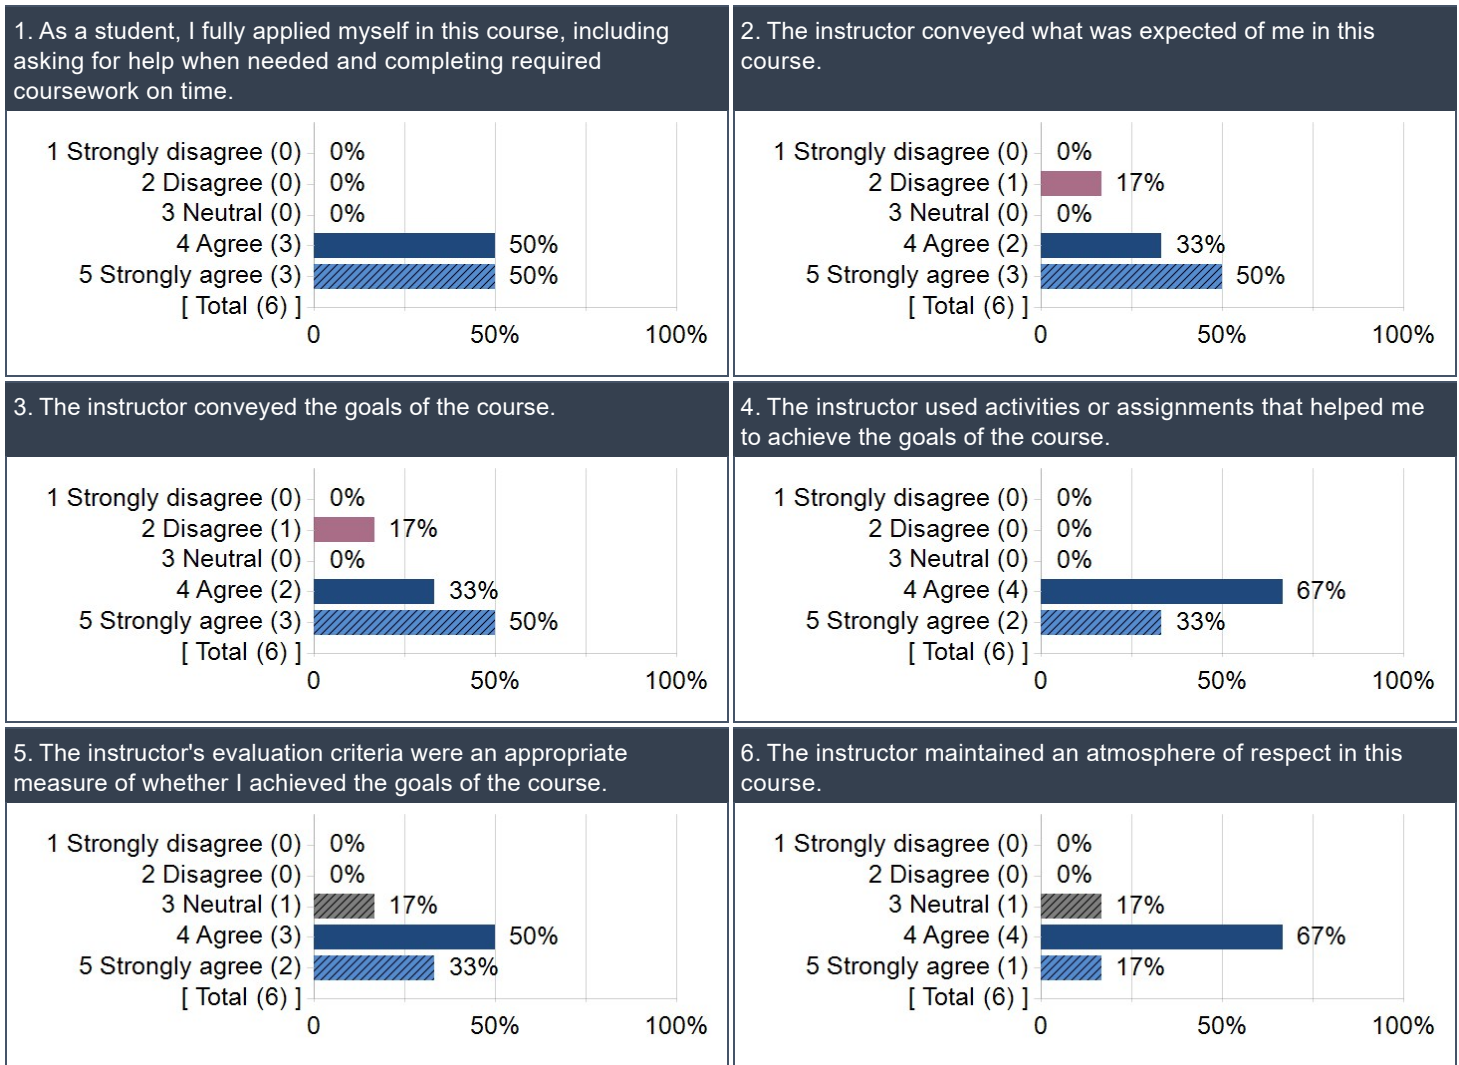 1. As a student, I fully applied myself in this course, including
asking for help when needed and completing required
coursework on time.
1 Strongly disagree (0) 0%
2 Disagree (0) 0%
3 Neutral (0) 0%
4 Agree (3) 50%
5 Strongly agree (3) 50%
[ Total (6) ]
0 50% 100%
2. The instructor conveyed what was expected of me in this
course.
1 Strongly disagree (0) 0%
2 Disagree (1) 17%
3 Neutral (0) 0%
4 Agree (2) 33%
5 Strongly agree (3) 50%
[ Total (6) ]
0 50% 100%
3. The instructor conveyed the goals of the course.
1 Strongly disagree (0) 0%
2 Disagree (1) 17%
3 Neutral (0) 0%
4 Agree (2) 33%
5 Strongly agree (3) 50%
[ Total (6) ]
0 50% 100%
4. The instructor used activities or assignments that helped me
to achieve the goals of the course.
1 Strongly disagree (0) 0%
2 Disagree (0) 0%
3 Neutral (0) 0%
4 Agree (4) 67%
5 Strongly agree (2) 33%
[ Total (6) ]
0 50% 100%
5. The instructor's evaluation criteria were an appropriate
measure of whether I achieved the goals of the course.
1 Strongly disagree (0) 0%
2 Disagree (0) 0%
3 Neutral (1) 17%
4 Agree (3) 50%
5 Strongly agree (2) 33%
[ Total (6) ]
0 50% 100%
6. The instructor maintained an atmosphere of respect in this
course.
1 Strongly disagree (0) 0%
2 Disagree (0) 0%
3 Neutral (1) 17%
4 Agree (4) 67%
5 Strongly agree (1) 17%
[ Total (6) ]
0 50% 100%